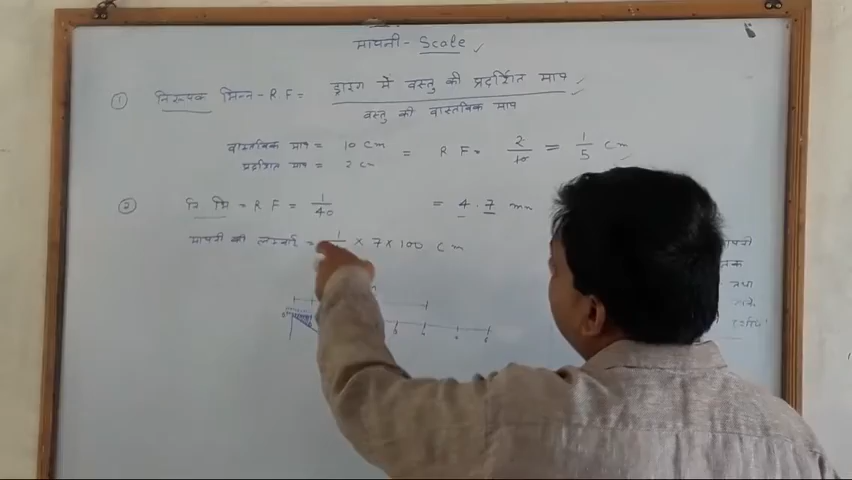 मापनी - Scale
① निरूपक भिन्न - R F = ड्राइंग में वस्तु की प्रदर्शित माप
वस्तु की वास्तविक माप
वास्तविक माप = 10 cm = R F = 2/10 = 1/5 cm
प्रदर्शित माप = 2 cm
② नि भि = R F = 1/40 = 4.7 mm
मापनी की लम्बाई = 1 × 7 × 100 cm